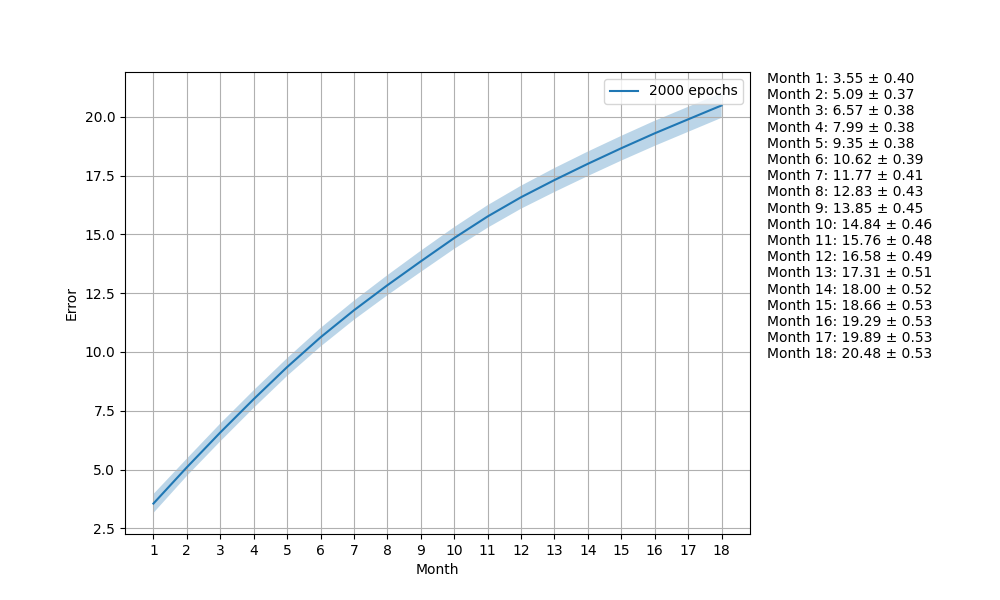 2000 epochs
20.0
17.5
15.0
12.5
10.0
7.5
5.0
2.5
Error
1 2 3 4 5 6 7 8 9 10 11 12 13 14 15 16 17 18
Month
Month 1: 3.55 ± 0.40
Month 2: 5.09 ± 0.37
Month 3: 6.57 ± 0.38
Month 4: 7.99 ± 0.38
Month 5: 9.35 ± 0.38
Month 6: 10.62 ± 0.39
Month 7: 11.77 ± 0.41
Month 8: 12.83 ± 0.43
Month 9: 13.85 ± 0.45
Month 10: 14.84 ± 0.46
Month 11: 15.76 ± 0.48
Month 12: 16.58 ± 0.49
Month 13: 17.31 ± 0.51
Month 14: 18.00 ± 0.52
Month 15: 18.66 ± 0.53
Month 16: 19.29 ± 0.53
Month 17: 19.89 ± 0.53
Month 18: 20.48 ± 0.53